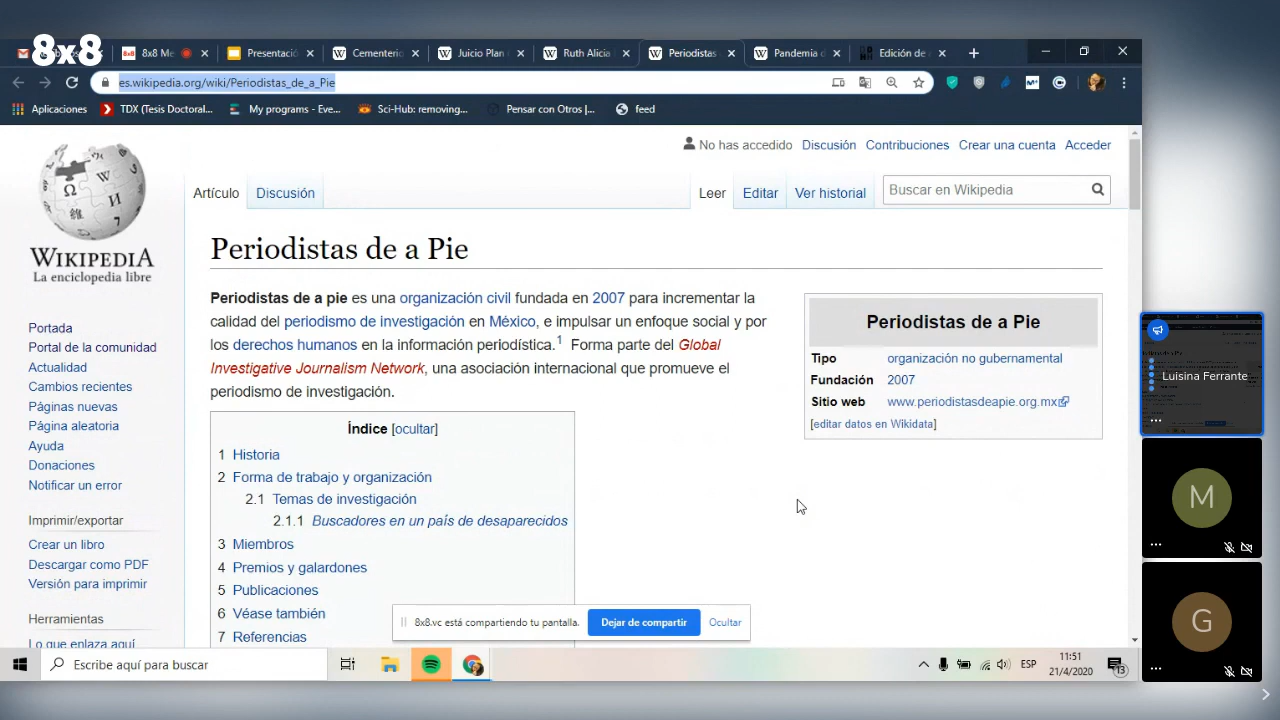 8x8
8x8 Me
Presentació
Cementerio
Juicio Plan
Ruth Alicia
Periodistas
Pandemia d
Edición de
es.wikipedia.org/wiki/Periodistas_de_a_Pie
Aplicaciones
TDX (Tesis Doctoral...
My programs - Eve...
Sci-Hub: removing...
Pensar con Otros |...
feed
No has accedido
Discusión
Contribuciones
Crear una cuenta
Acceder
Artículo
Discusión
Leer
Editar
Ver historial
Buscar en Wikipedia
WIKIPEDIA
La enciclopedia libre
Portada
Portal de la comunidad
Actualidad
Cambios recientes
Páginas nuevas
Página aleatoria
Ayuda
Donaciones
Notificar un error
Imprimir/exportar
Crear un libro
Descargar como PDF
Versión para imprimir
Herramientas
Lo que enlaza aquí
Periodistas de a Pie
Periodistas de a pie es una organización civil fundada en 2007 para incrementar la
calidad del periodismo de investigación en México, e impulsar un enfoque social y por
los derechos humanos en la información periodística.1 Forma parte del Global
Investigative Journalism Network, una asociación internacional que promueve el
periodismo de investigación.
Índice [ocultar]
1 Historia
2 Forma de trabajo y organización
2.1 Temas de investigación
2.1.1 Buscadores en un país de desaparecidos
3 Miembros
4 Premios y galardones
5 Publicaciones
6 Véase también
7 Referencias
Periodistas de a Pie
Tipo organización no gubernamental
Fundación 2007
Sitio web www.periodistasdeapie.org.mx
[editar datos en Wikidata]
8x8.vc está compartiendo tu pantalla.
Dejar de compartir
Ocultar
Luisina Ferrante
M
G
Escribe aquí para buscar
ESP
11:51
21/4/2020
13